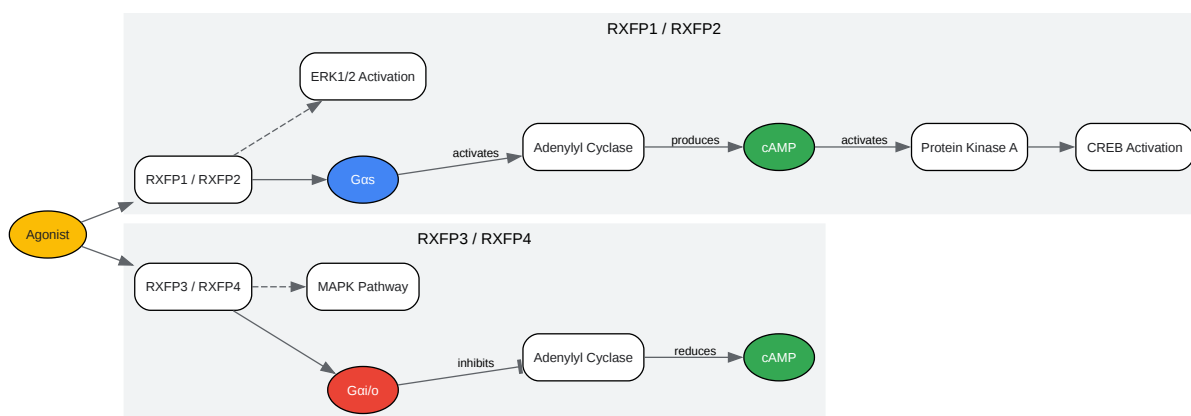 RXFP1 / RXFP2
ERK1/2 Activation
activates
Adenylyl Cyclase
produces
cAMP
activates
Protein Kinase A
CREB Activation
RXFP1 / RXFP2
Gαs
Agonist
RXFP3 / RXFP4
RXFP3 / RXFP4
MAPK Pathway
inhibits
Adenylyl Cyclase
reduces
cAMP
Gαi/o